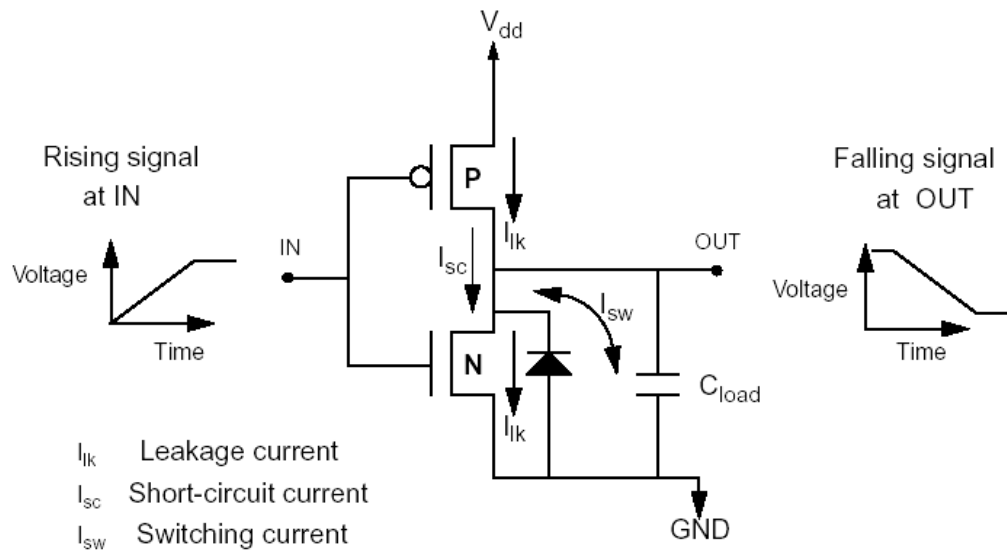 V_dd
Rising signal
at IN
Voltage
Time
IN
P
I_lk
I_sc
OUT
I_sw
N
I_lk
C_load
GND
Falling signal
at OUT
Voltage
Time
I_lk Leakage current
I_sc Short-circuit current
I_sw Switching current